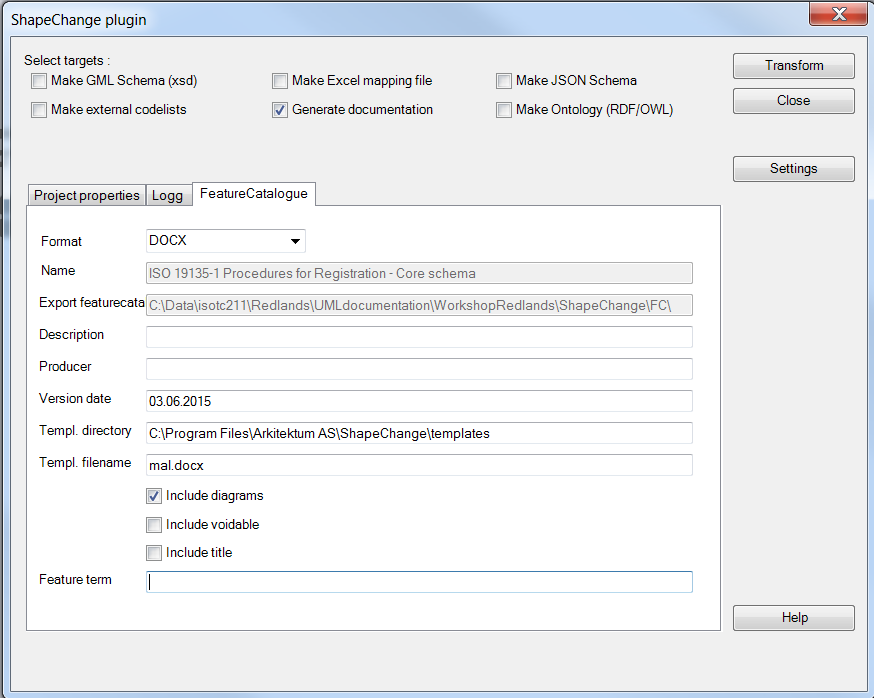 ShapeChange plugin
Select targets :
Make GML Schema (xsd)
Make Excel mapping file
Make JSON Schema
Make external codelists
Generate documentation
Make Ontology (RDF/OWL)
Transform
Close
Settings
Project properties
Logg
FeatureCatalogue
Format
DOCX
Name
ISO 19135-1 Procedures for Registration - Core schema
Export featurecata
C:\Data\isotc211\Redlands\UMLdocumentation\WorkshopRedlands\ShapeChange\FC\
Description
Producer
Version date
03.06.2015
Templ. directory
C:\Program Files\Arkitektum AS\ShapeChange\templates
Templ. filename
mal.docx
Include diagrams
Include voidable
Include title
Feature term
Help